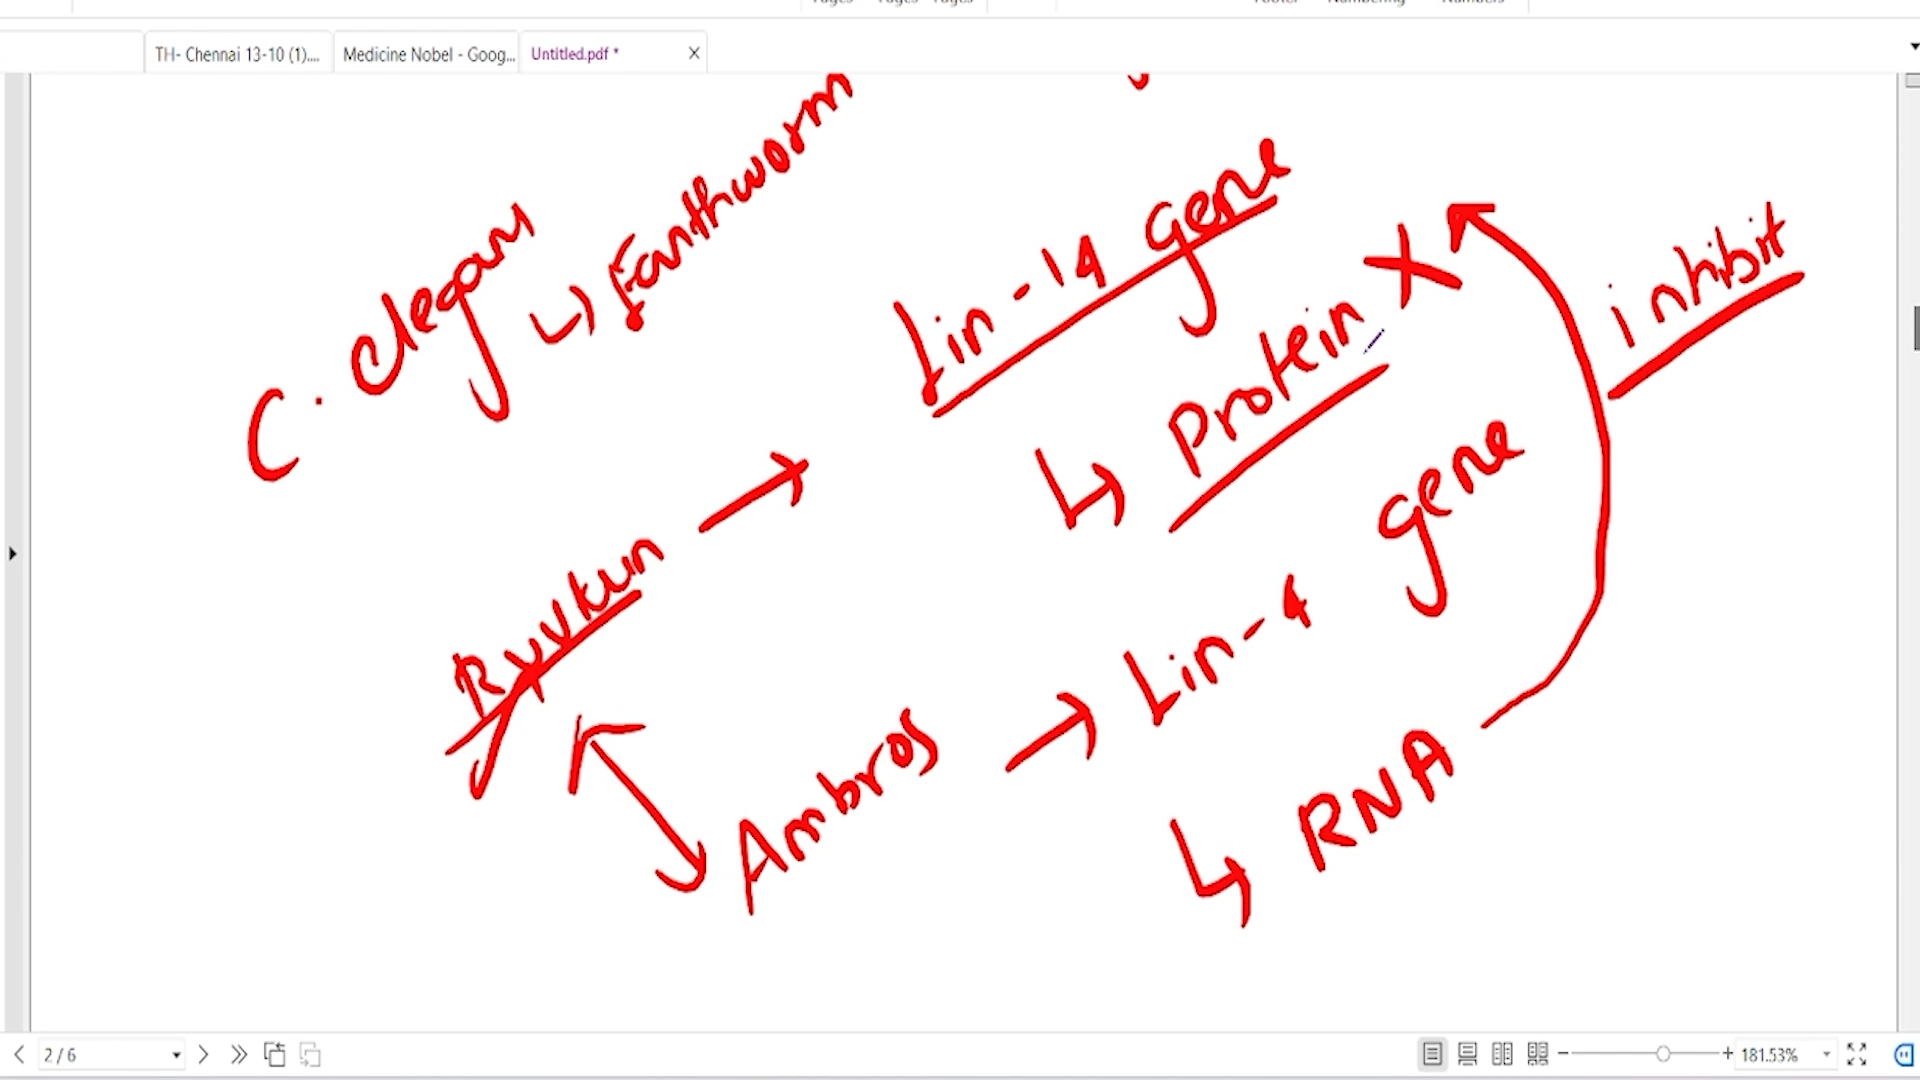 TH- Chennai 13-10 (1)....
Medicine Nobel - Goog...
Untitled.pdf *
C. elegans
↳ Earthworm
Lin-14 gene
↳ Protein X
inhibit
Ryvkun →
Ambros → Lin-4 gene
↳ RNA
2 / 6
181.53%